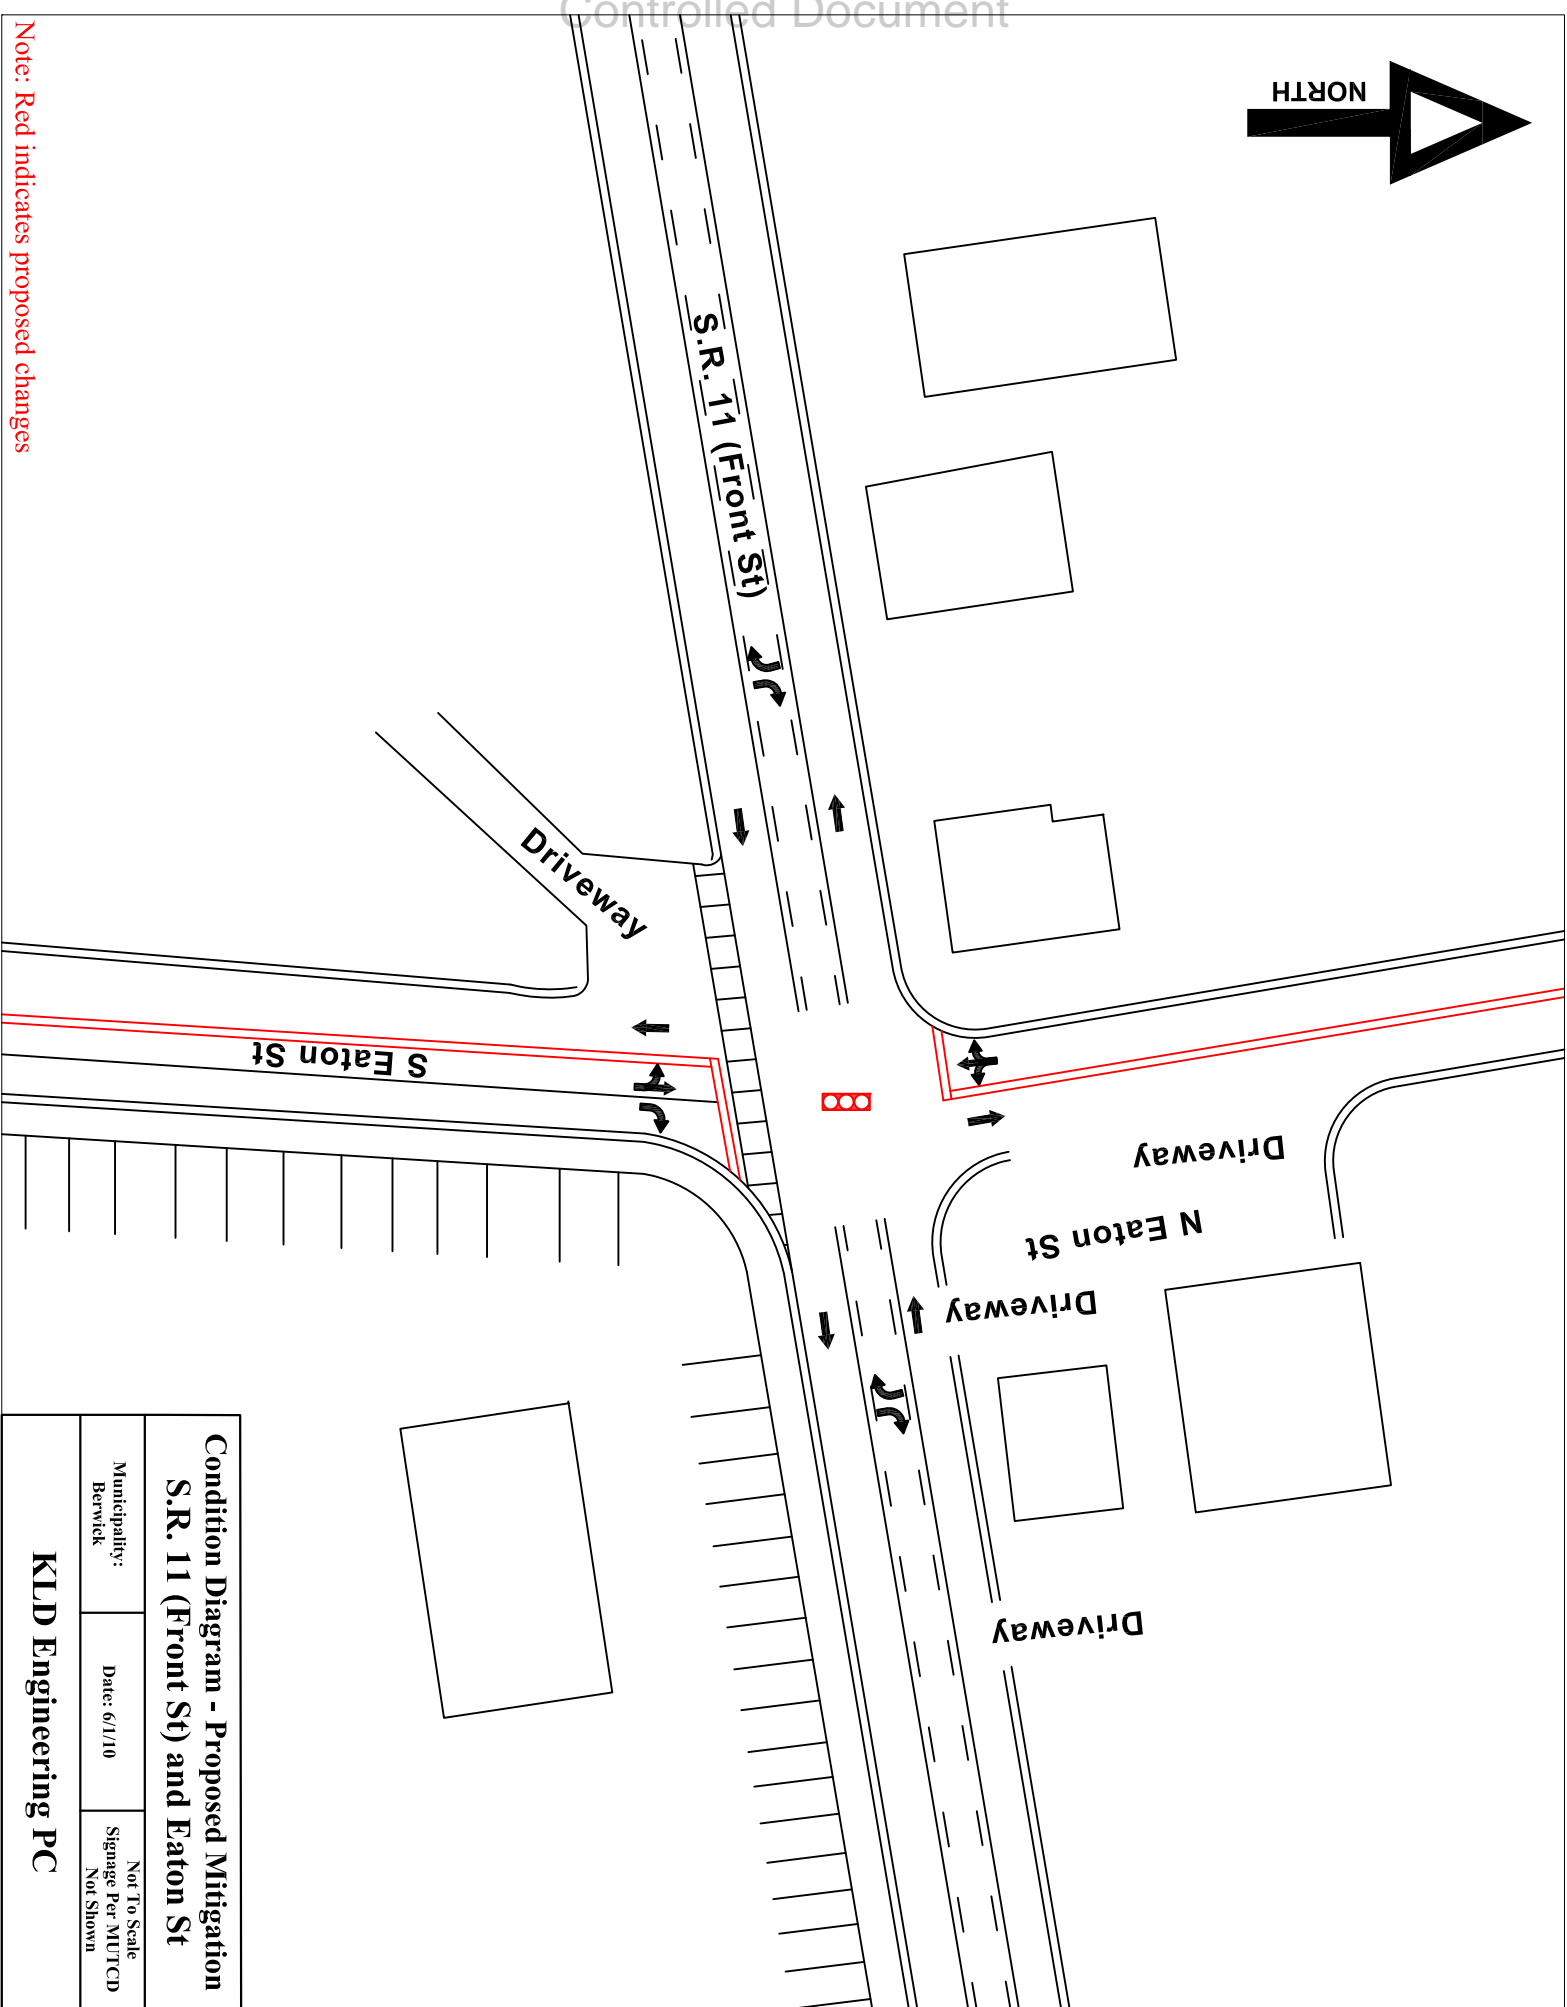 Controlled Document
NORTH
S.R. 11 (Front St)
Driveway
S Eaton St
Driveway
N Eaton St
Driveway
Driveway
Note: Red indicates proposed changes
Condition Diagram - Proposed Mitigation
S.R. 11 (Front St) and Eaton St
Municipality:
Berwick
Date: 6/1/10
Not To Scale
Signage Per MUTCD
Not Shown
KLD Engineering PC